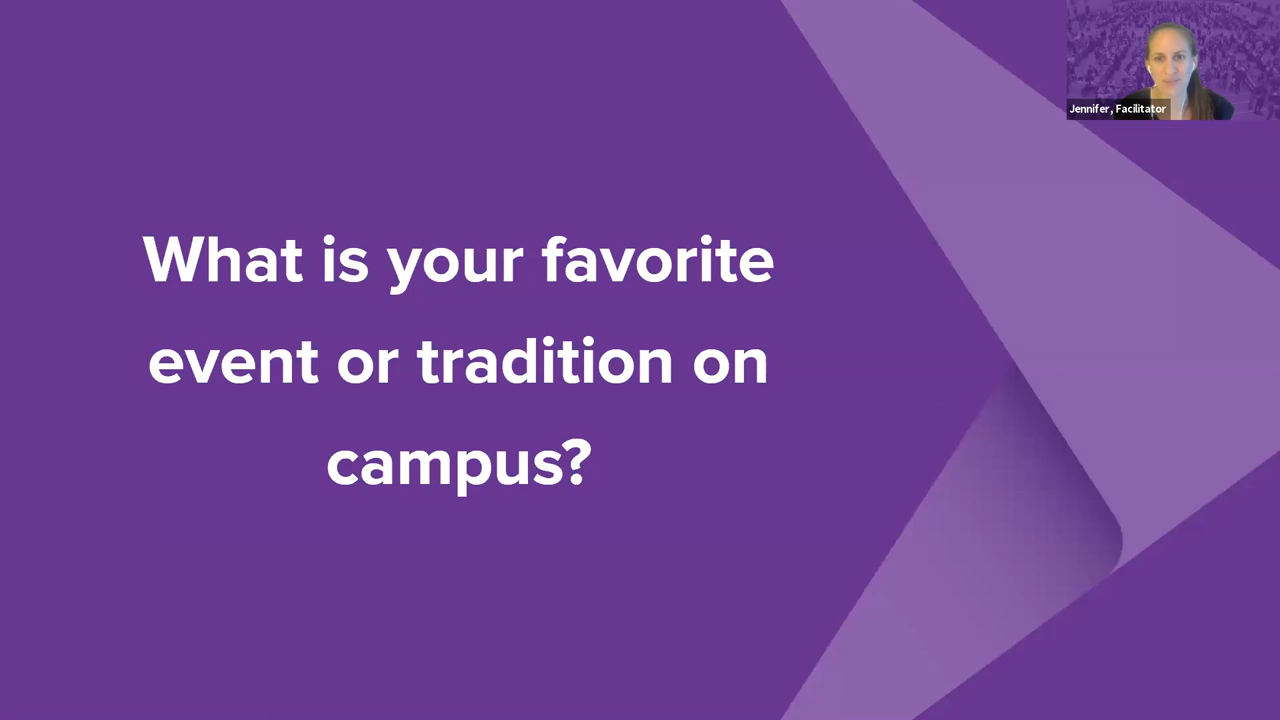 Jennifer, Facilitator
What is your favorite
event or tradition on
campus?